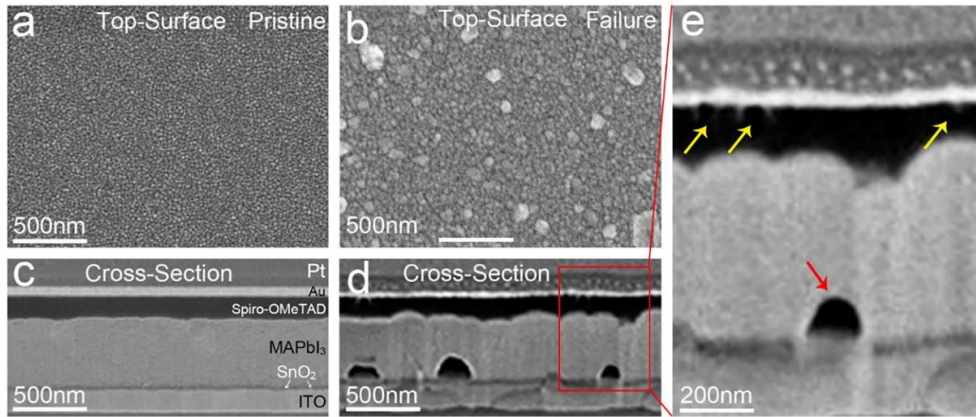 a Top-Surface Pristine
500nm
b Top-Surface Failure
500nm
c Cross-Section Pt
Au
Spiro-OMeTAD
MAPbI₃
SnO₂
ITO
500nm
d Cross-Section
500nm
e
200nm